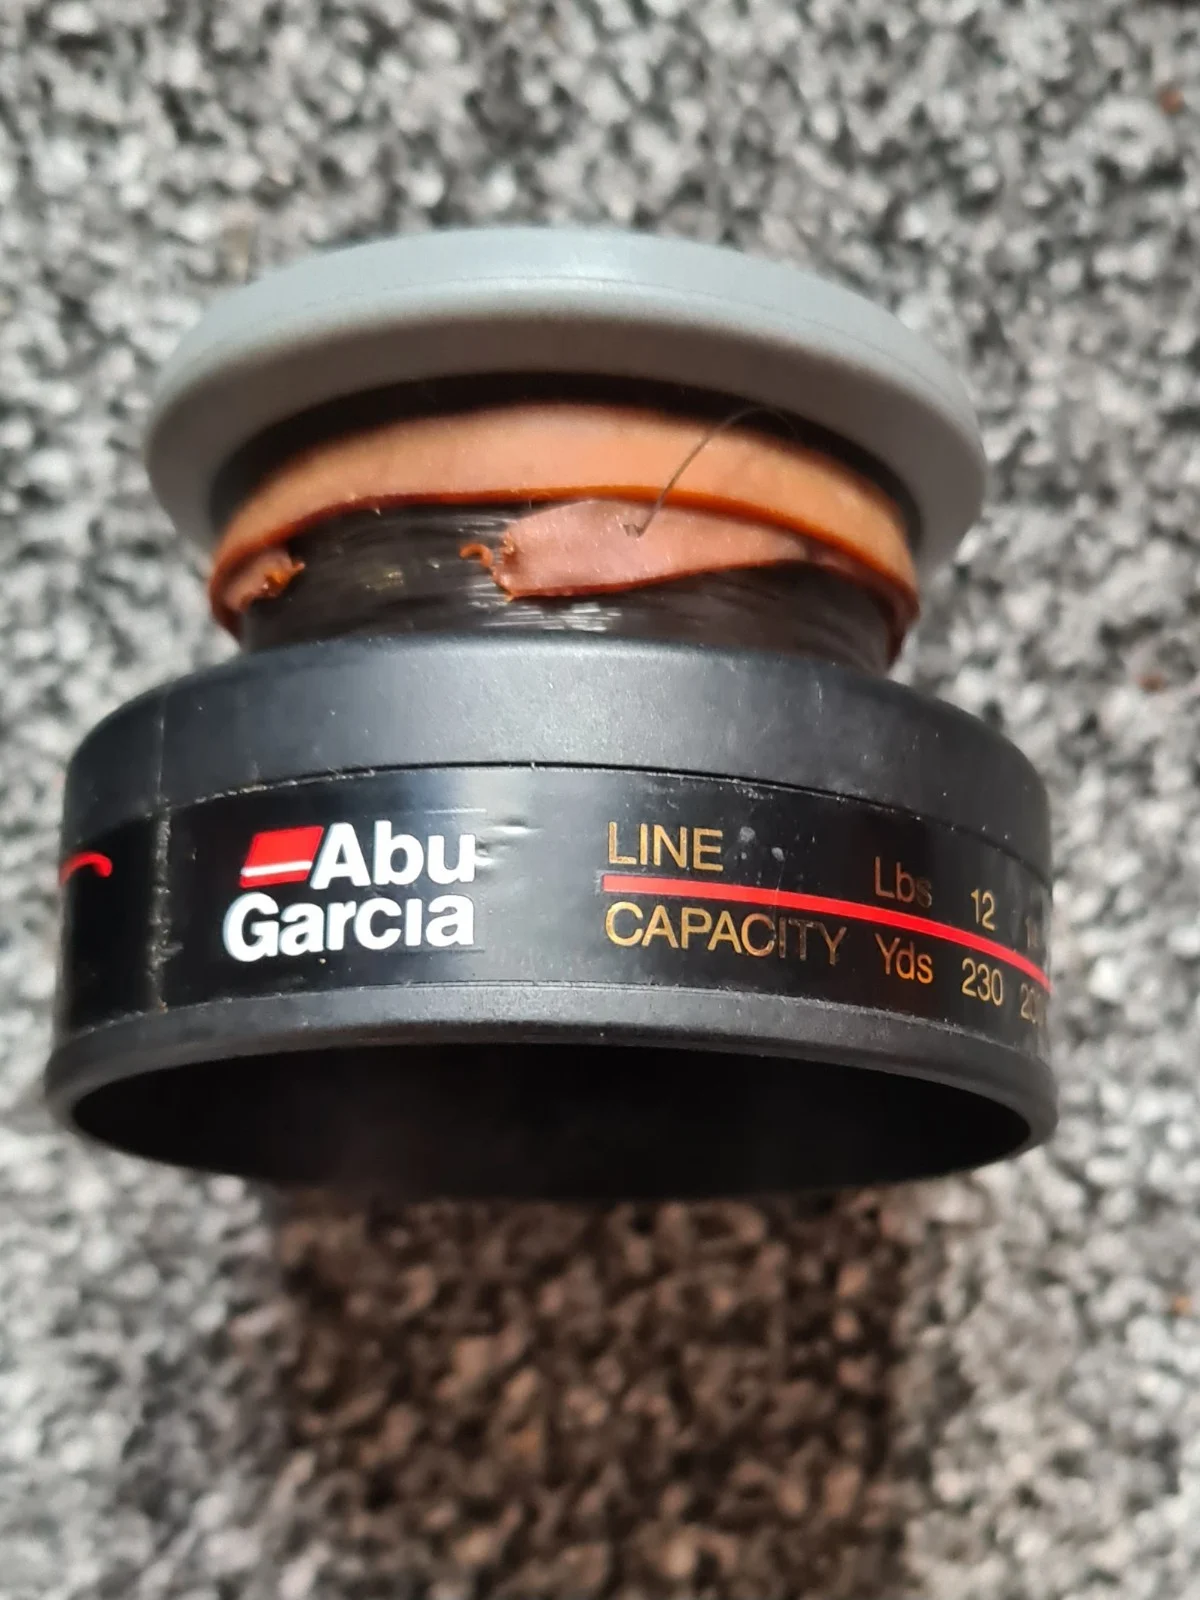 Abu
Garcia
LINE
CAPACITY
Lbs 12
Yds 230